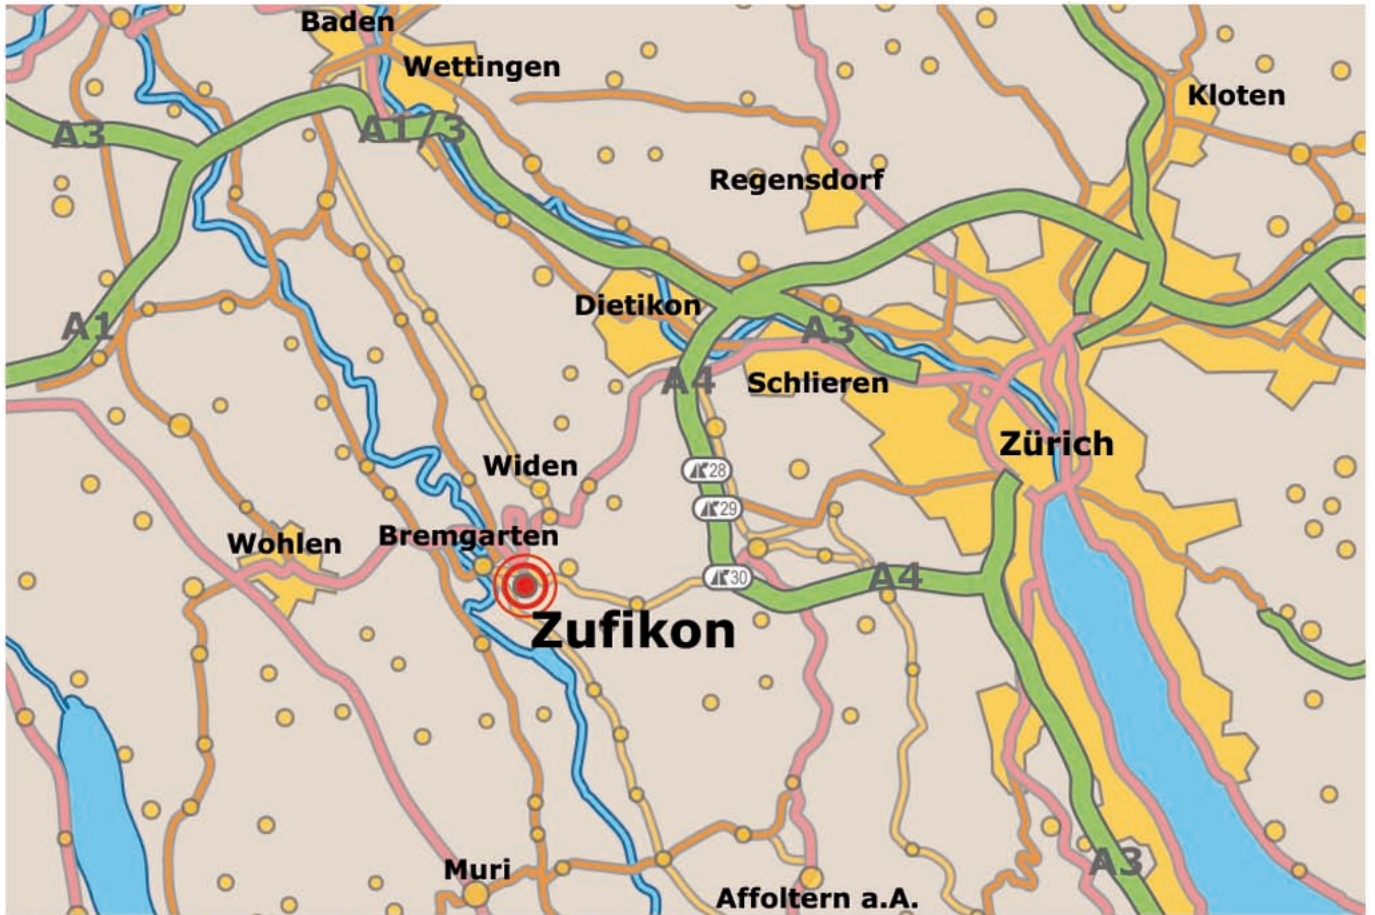 Baden
Wettingen
Kloten
A3
A1/3
Regensdorf
Dietikon
A1
A3
A4
Schlieren
Zürich
Widen
28
29
Bremgarten
Wohlen
30
A4
Zufikon
Muri
A3
Affoltern a.A.